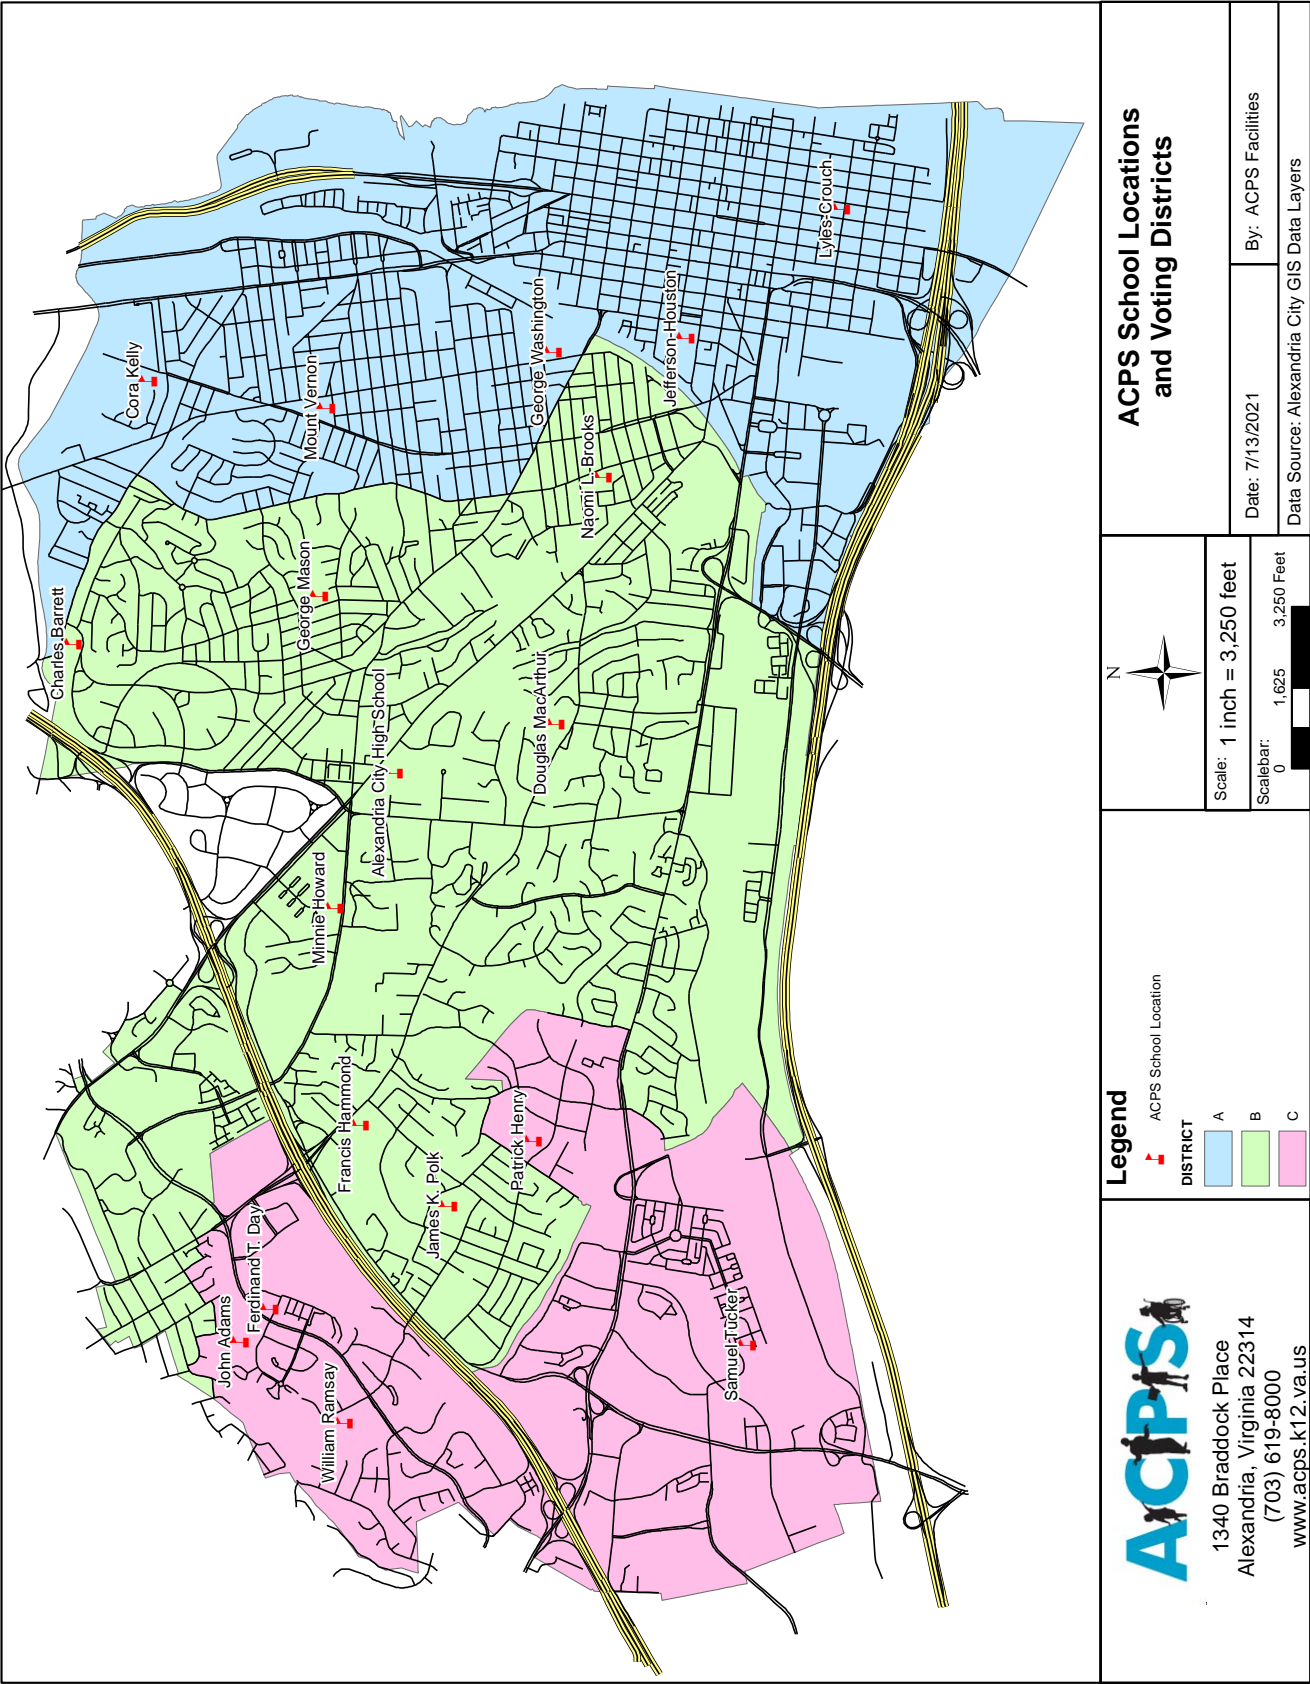 Cora Kelly
Mount Vernon
George Washington
Lyles-Crouch
Jefferson-Houston
Naomi L. Brooks
Charles Barrett
George Mason
Alexandria City High School
Douglas MacArthur
Minnie Howard
Francis Hammond
James K. Polk
Patrick Henry
Ferdinand T. Day
John Adams
William Ramsay
Samuel Tucker
ACPS
1340 Braddock Place
Alexandria, Virginia 22314
(703) 619-8000
www.acps.k12.va.us
Legend
ACPS School Location
DISTRICT
A
B
C
N
Scale: 1 inch = 3,250 feet
Scalebar:
0 1,625 3,250 Feet
ACPS School Locations
and Voting Districts
Date: 7/13/2021
By: ACPS Facilities
Data Source: Alexandria City GIS Data Layers